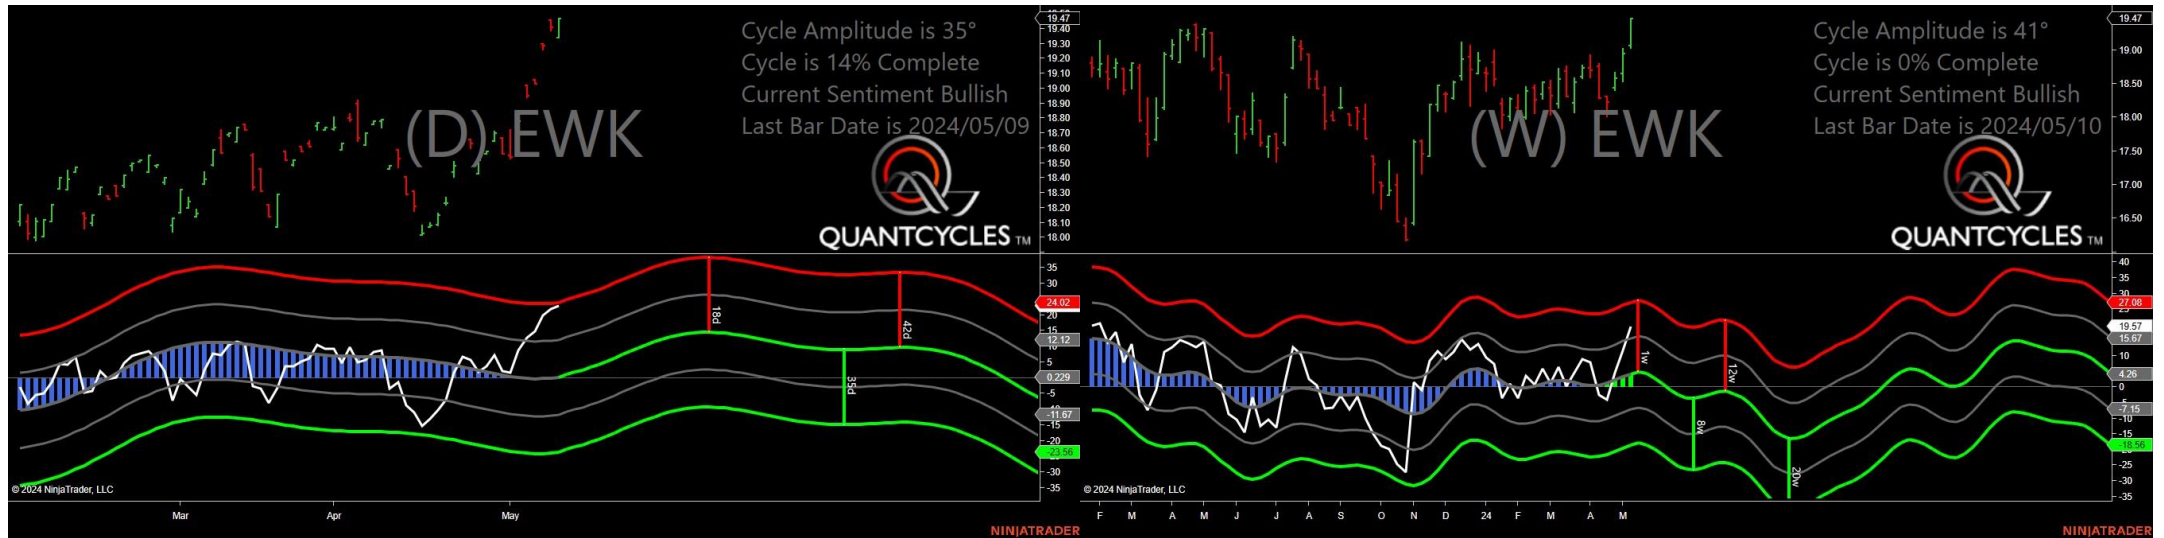 Cycle Amplitude is 35°
Cycle is 14% Complete
Current Sentiment Bullish
Last Bar Date is 2024/05/09
(D) EWK
QUANTCYCLES TM
19.47
19.40
19.30
19.20
19.10
19.00
18.90
18.80
18.70
18.60
18.50
18.40
18.30
18.20
18.10
18.00
35
24.02
20
15
12.12
5
0.229
-5
-11.67
-15
-20
-23.56
-30
-35
18d
35d
42d
© 2024 NinjaTrader, LLC
Mar Apr May
NINJATRADER
Cycle Amplitude is 41°
Cycle is 0% Complete
Current Sentiment Bullish
Last Bar Date is 2024/05/10
(W) EWK
QUANTCYCLES TM
19.47
19.00
18.50
18.00
17.50
17.00
16.50
40
35
30
27.08
19.57
15.67
10
4.26
0
-7.15
-10
-15
-18.56
-25
-30
-35
1w
8w
12w
20w
© 2024 NinjaTrader, LLC
F M A M J J A S O N D 24 F M A M
NINJATRADER